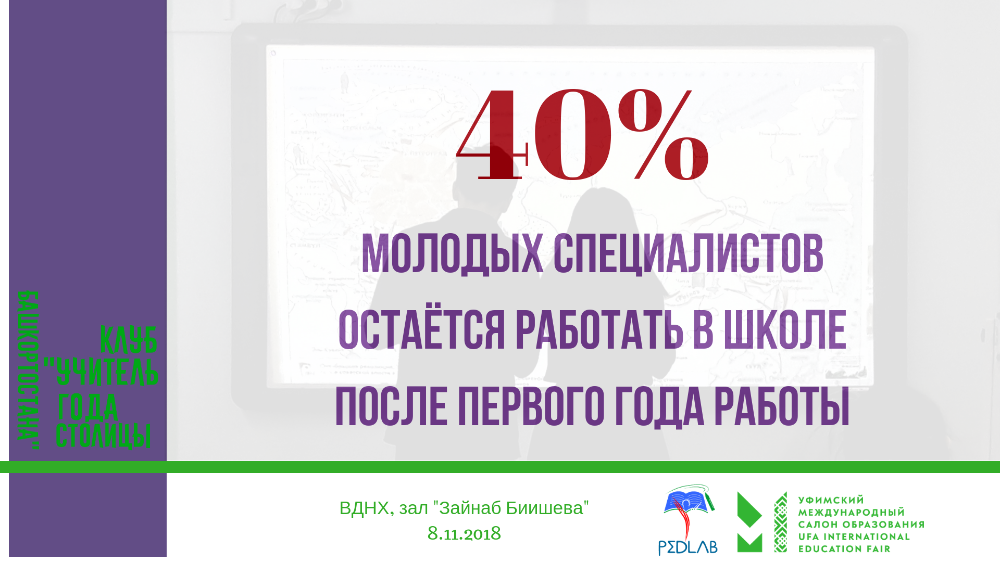 40%
МОЛОДЫХ СПЕЦИАЛИСТОВ
ОСТАЁТСЯ РАБОТАТЬ В ШКОЛЕ
ПОСЛЕ ПЕРВОГО ГОДА РАБОТЫ
КЛУБ
"УЧИТЕЛЬ
ГОДА
СТОЛИЦЫ
БАШКОРТОСТАНА"
ВДНХ, зал "Зайнаб Биишева"
8.11.2018
PEDLAB
УФИМСКИЙ
МЕЖДУНАРОДНЫЙ
САЛОН ОБРАЗОВАНИЯ
UFA INTERNATIONAL
EDUCATION FAIR